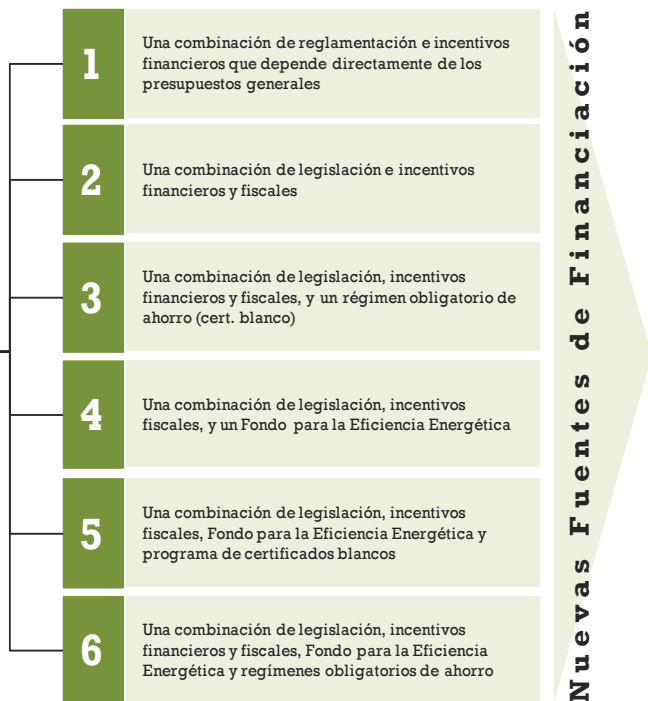 1
Una combinación de reglamentación e incentivos
financieros que depende directamente de los
presupuestos generales
2
Una combinación de legislación e incentivos
financieros y fiscales
3
Una combinación de legislación, incentivos
financieros y fiscales, y un régimen obligatorio de
ahorro (cert. blanco)
4
Una combinación de legislación, incentivos
fiscales, y un Fondo para la Eficiencia Energética
5
Una combinación de legislación, incentivos
fiscales, Fondo para la Eficiencia Energética y
programa de certificados blancos
6
Una combinación de legislación, incentivos
financieros y fiscales, Fondo para la Eficiencia
Energética y regímenes obligatorios de ahorro
Nuevas Fuentes de Financiación